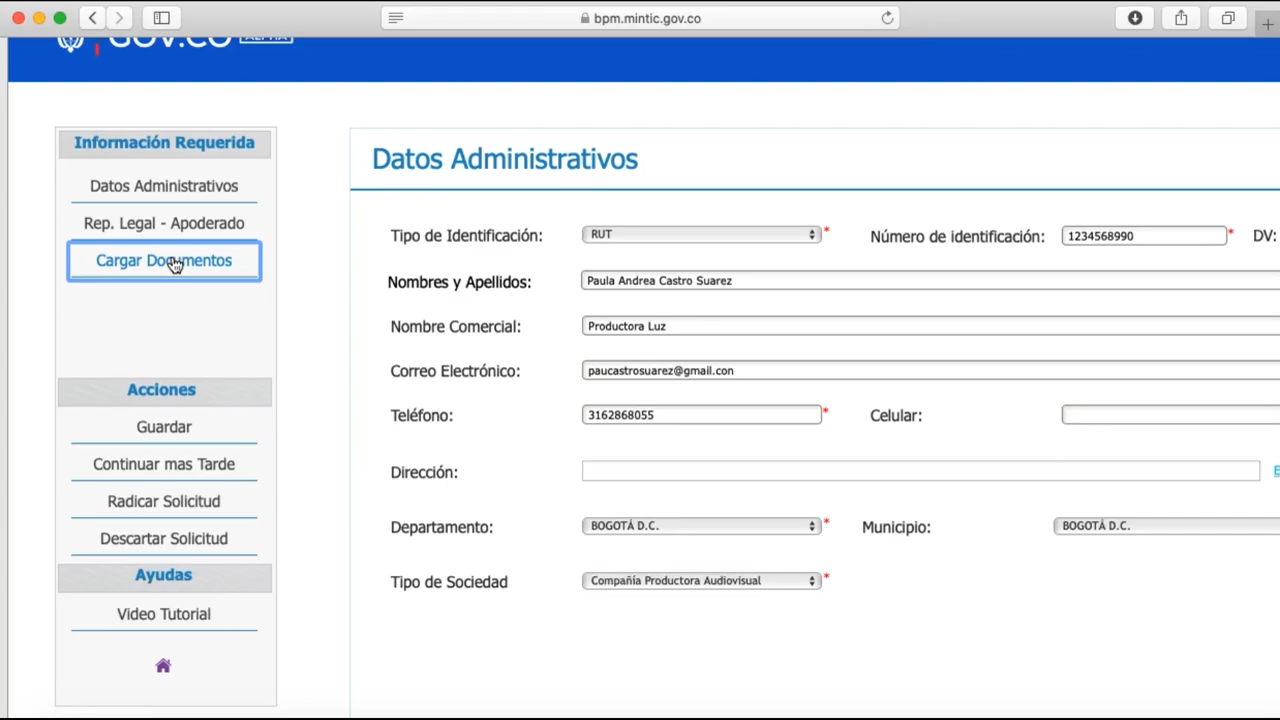 bpm.mintic.gov.co
GOV.CO
Información Requerida
Datos Administrativos
Rep. Legal - Apoderado
Cargar Documentos
Acciones
Guardar
Continuar mas Tarde
Radicar Solicitud
Descartar Solicitud
Ayudas
Video Tutorial
Datos Administrativos
Tipo de Identificación: RUT * Número de identificación: 1234568990 * DV:
Nombres y Apellidos: Paula Andrea Castro Suarez
Nombre Comercial: Productora Luz
Correo Electrónico: paucastrosuarez@gmail.con
Teléfono: 3162868055 * Celular:
Dirección:
Departamento: BOGOTÁ D.C. * Municipio: BOGOTÁ D.C.
Tipo de Sociedad Compañía Productora Audiovisual *